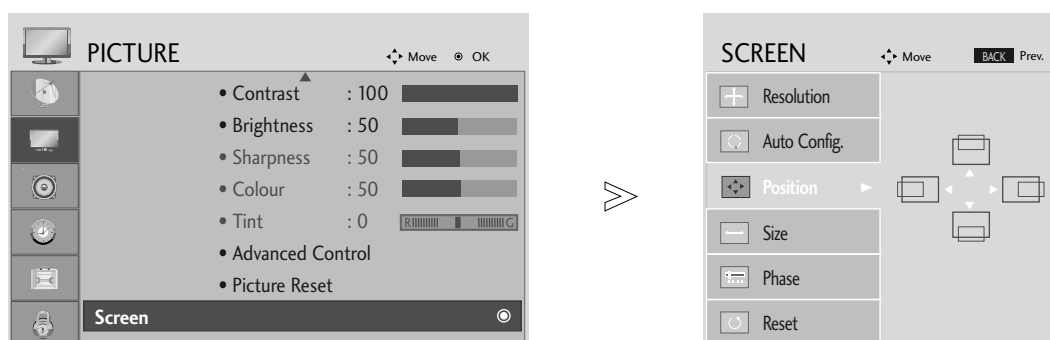 PICTURE
Move OK
• Contrast : 100
• Brightness : 50
• Sharpness : 50
• Colour : 50
• Tint : 0 R G
• Advanced Control
• Picture Reset
Screen
SCREEN
Move BACK Prev.
Resolution
Auto Config.
Position
Size
Phase
Reset